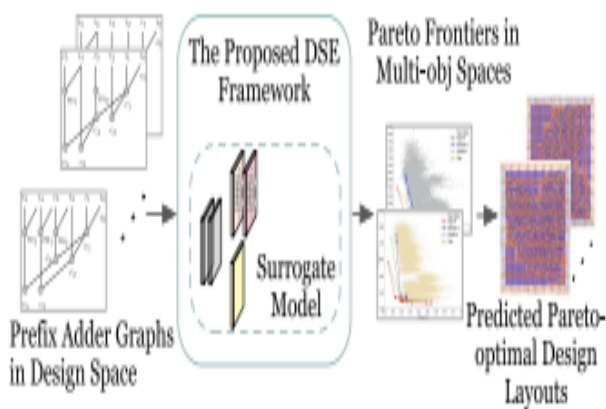 The Proposed DSE
Framework
Surrogate
Model
Prefix Adder Graphs
in Design Space
Pareto Frontiers in
Multi-obj Spaces
Predicted Pareto-
optimal Design
Layouts